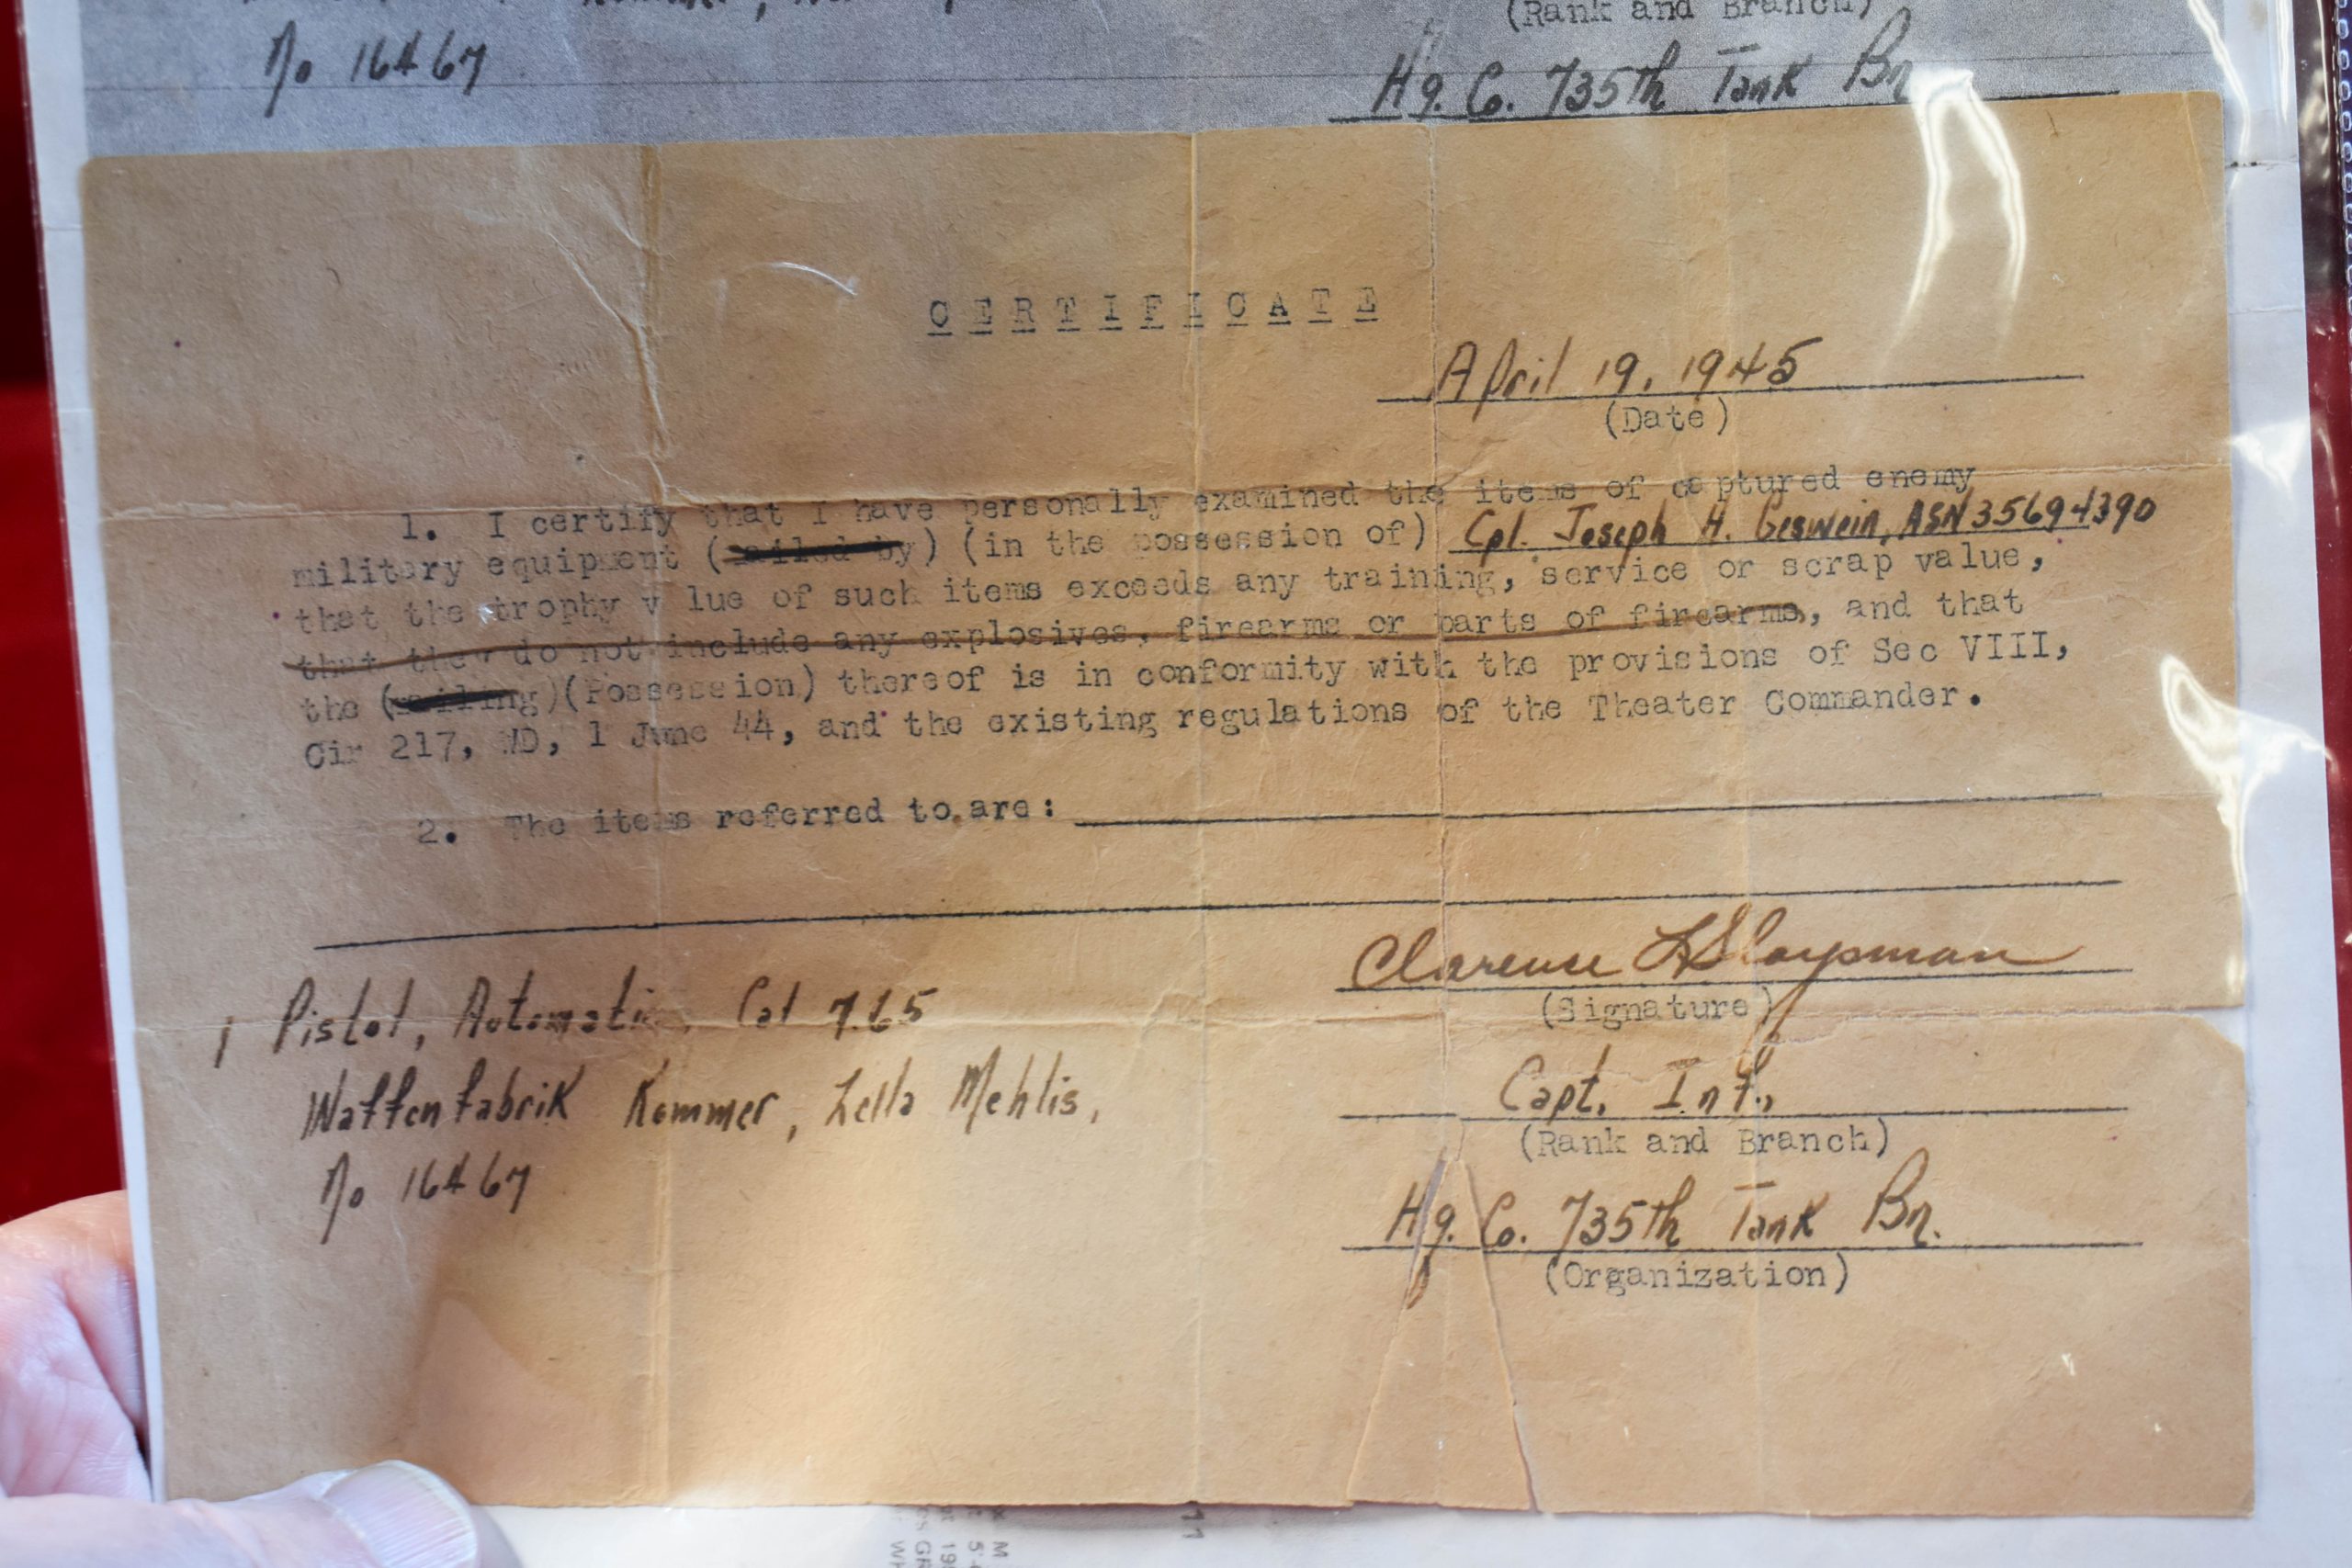 (Rank and Branch)
No 16467
Hq. Co. 735th Tank Bn
CERTIFICATE
April 19, 1945
(Date)
1. I certify that I have personally examined the items of captured enemy
military equipment (mailed by) (in the possession of) Cpl. Joseph H. Geswein, ASN 35694390
that the trophy v lue of such items exceeds any training, service or scrap value,
that they do not include any explosives, firearms or parts of firearms, and that
the (mailing)(Possession) thereof is in conformity with the provisions of Sec VIII,
Cir 217, WD, 1 June 44, and the existing regulations of the Theater Commander.
2. The items referred to are:
Clarence
(Signature)
1 Pistol, Automatic, Cal 7.65
Waffenfabrik Kommer, Zella Mehlis,
No 16467
Capt. Inf.,
(Rank and Branch)
Hq. Co. 735th Tank Bn.
(Organization)